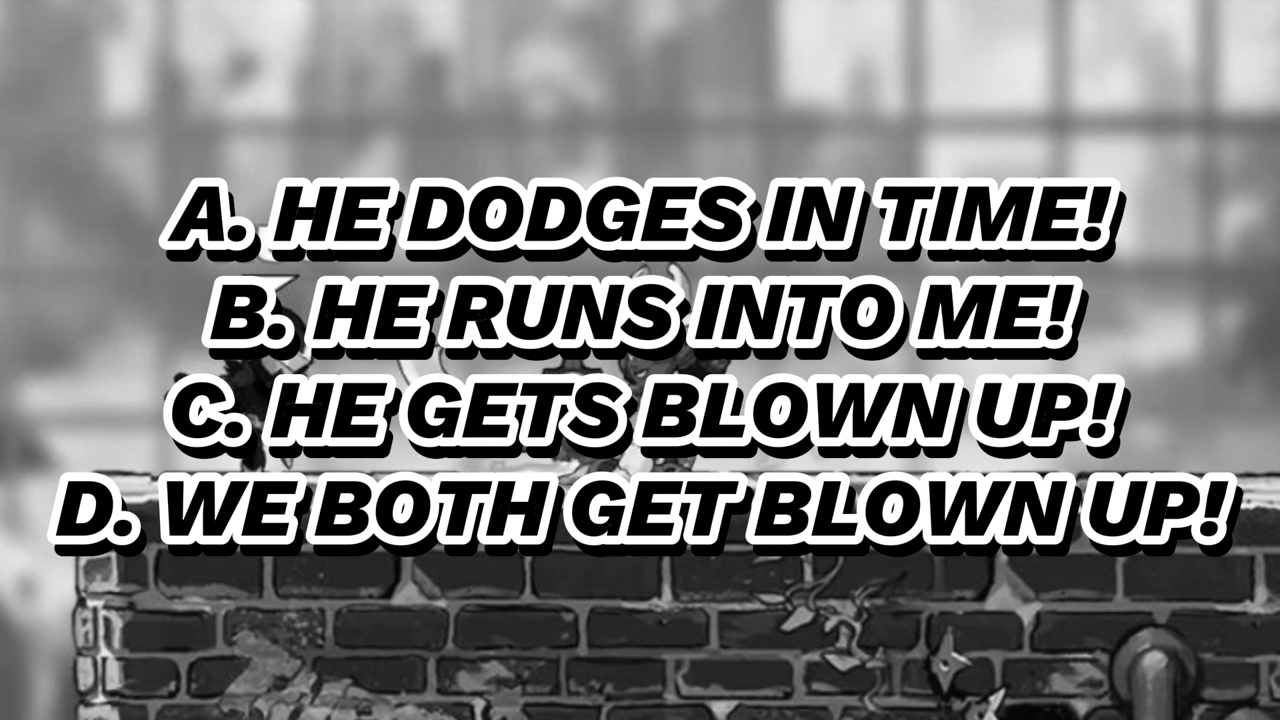 A. HE DODGES IN TIME!
B. HE RUNS INTO ME!
C. HE GETS BLOWN UP!
D. WE BOTH GET BLOWN UP!